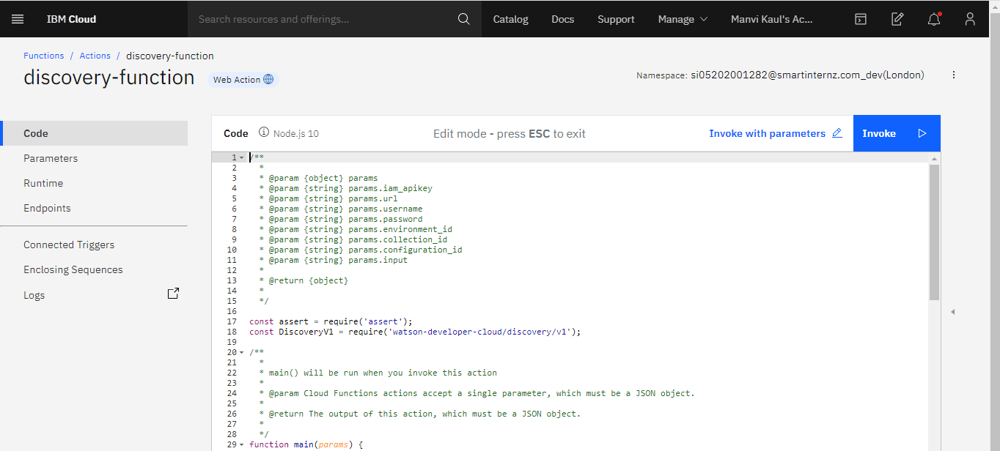 IBM Cloud
Search resources and offerings...
Catalog
Docs
Support
Manage
Manvi Kaul's Ac...
Functions / Actions / discovery-function
discovery-function
Web Action
Namespace: si05202001282@smartinternz.com_dev(London)
Code
Parameters
Runtime
Endpoints
Connected Triggers
Enclosing Sequences
Logs
Code
Node.js 10
Edit mode - press ESC to exit
Invoke with parameters
Invoke
1 /**
2 *
3 * @param {object} params
4 * @param {string} params.iam_apikey
5 * @param {string} params.url
6 * @param {string} params.username
7 * @param {string} params.password
8 * @param {string} params.environment_id
9 * @param {string} params.collection_id
10 * @param {string} params.configuration_id
11 * @param {string} params.input
12 *
13 * @return {object}
14 *
15 */
16
17 const assert = require('assert');
18 const DiscoveryV1 = require('watson-developer-cloud/discovery/v1');
19
20 /**
21 *
22 * main() will be run when you invoke this action
23 *
24 * @param Cloud Functions actions accept a single parameter, which must be a JSON object.
25 *
26 * @return The output of this action, which must be a JSON object.
27 *
28 */
29 function main(params) {